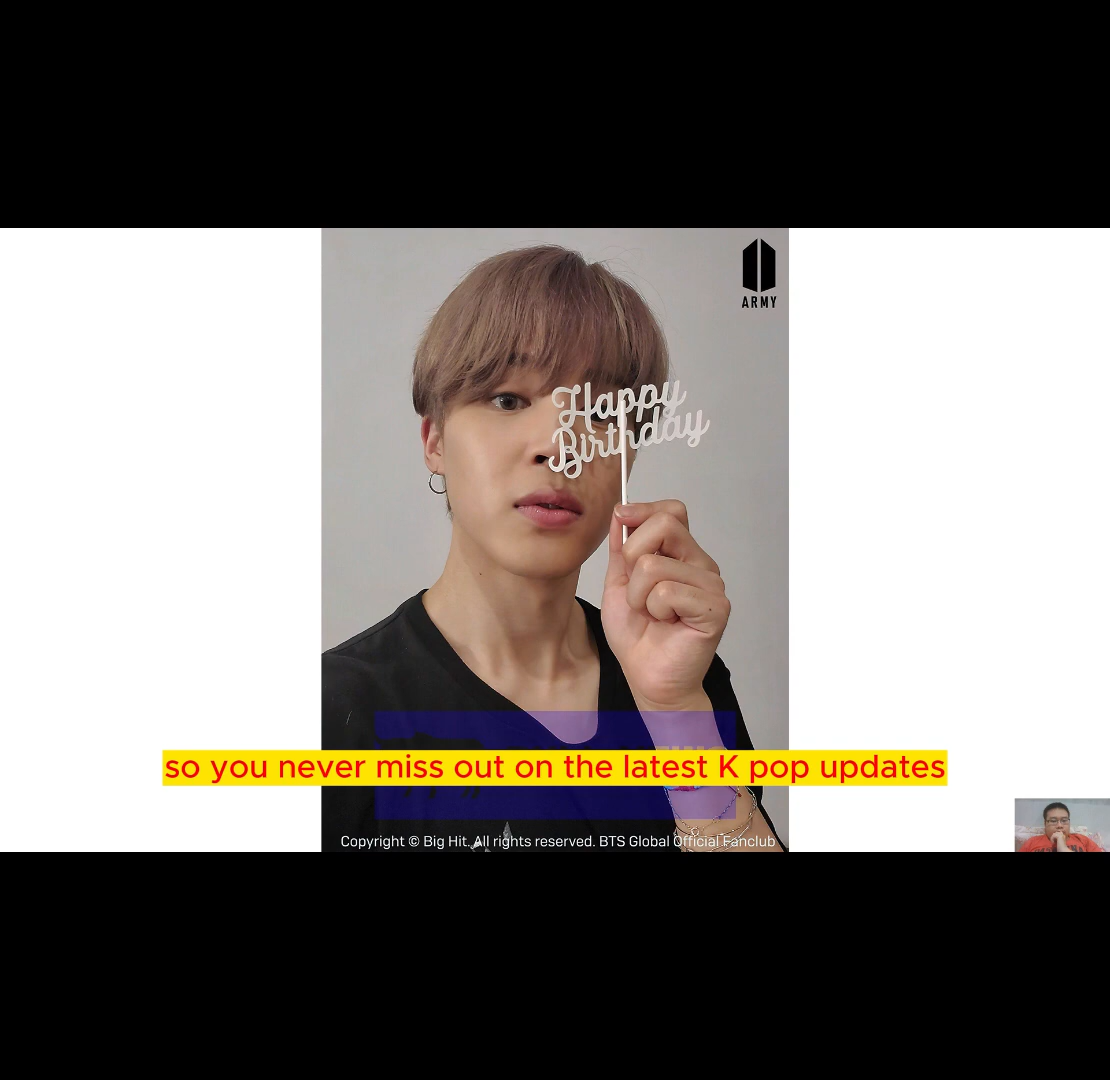 ARMY
Happy
Birthday
so you never miss out on the latest K pop updates
Copyright © Big Hit. All rights reserved. BTS Global Official Fanclub